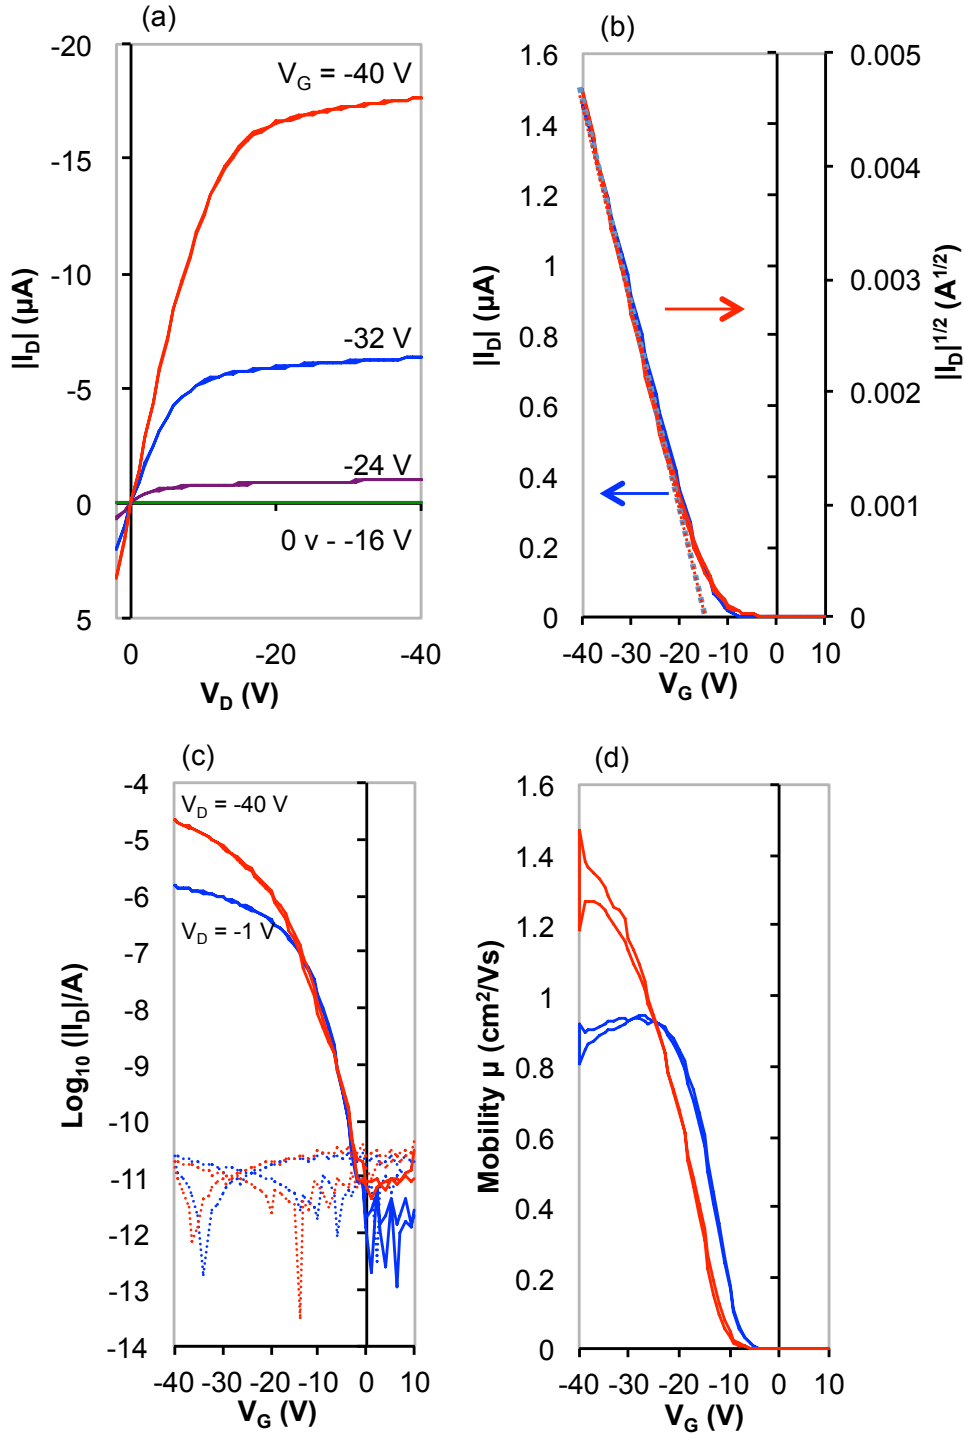 (a)
-20
-15
-10
-5
0
5
|I_D| (µA)
V_G = -40 V
-32 V
-24 V
0 v - -16 V
0 -20 -40
V_D (V)
(b)
1.6
1.4
1.2
1
0.8
0.6
0.4
0.2
0
|I_D| (µA)
0.005
0.004
0.003
0.002
0.001
0
|I_D|^1/2 (A^1/2)
-40 -30 -20 -10 0 10
V_G (V)
(c)
-4
-5
-6
-7
-8
-9
-10
-11
-12
-13
-14
Log_10 (|I_D|/A)
V_D = -40 V
V_D = -1 V
-40 -30 -20 -10 0 10
V_G (V)
(d)
1.6
1.4
1.2
1
0.8
0.6
0.4
0.2
0
Mobility µ (cm²/Vs)
-40 -30 -20 -10 0 10
V_G (V)